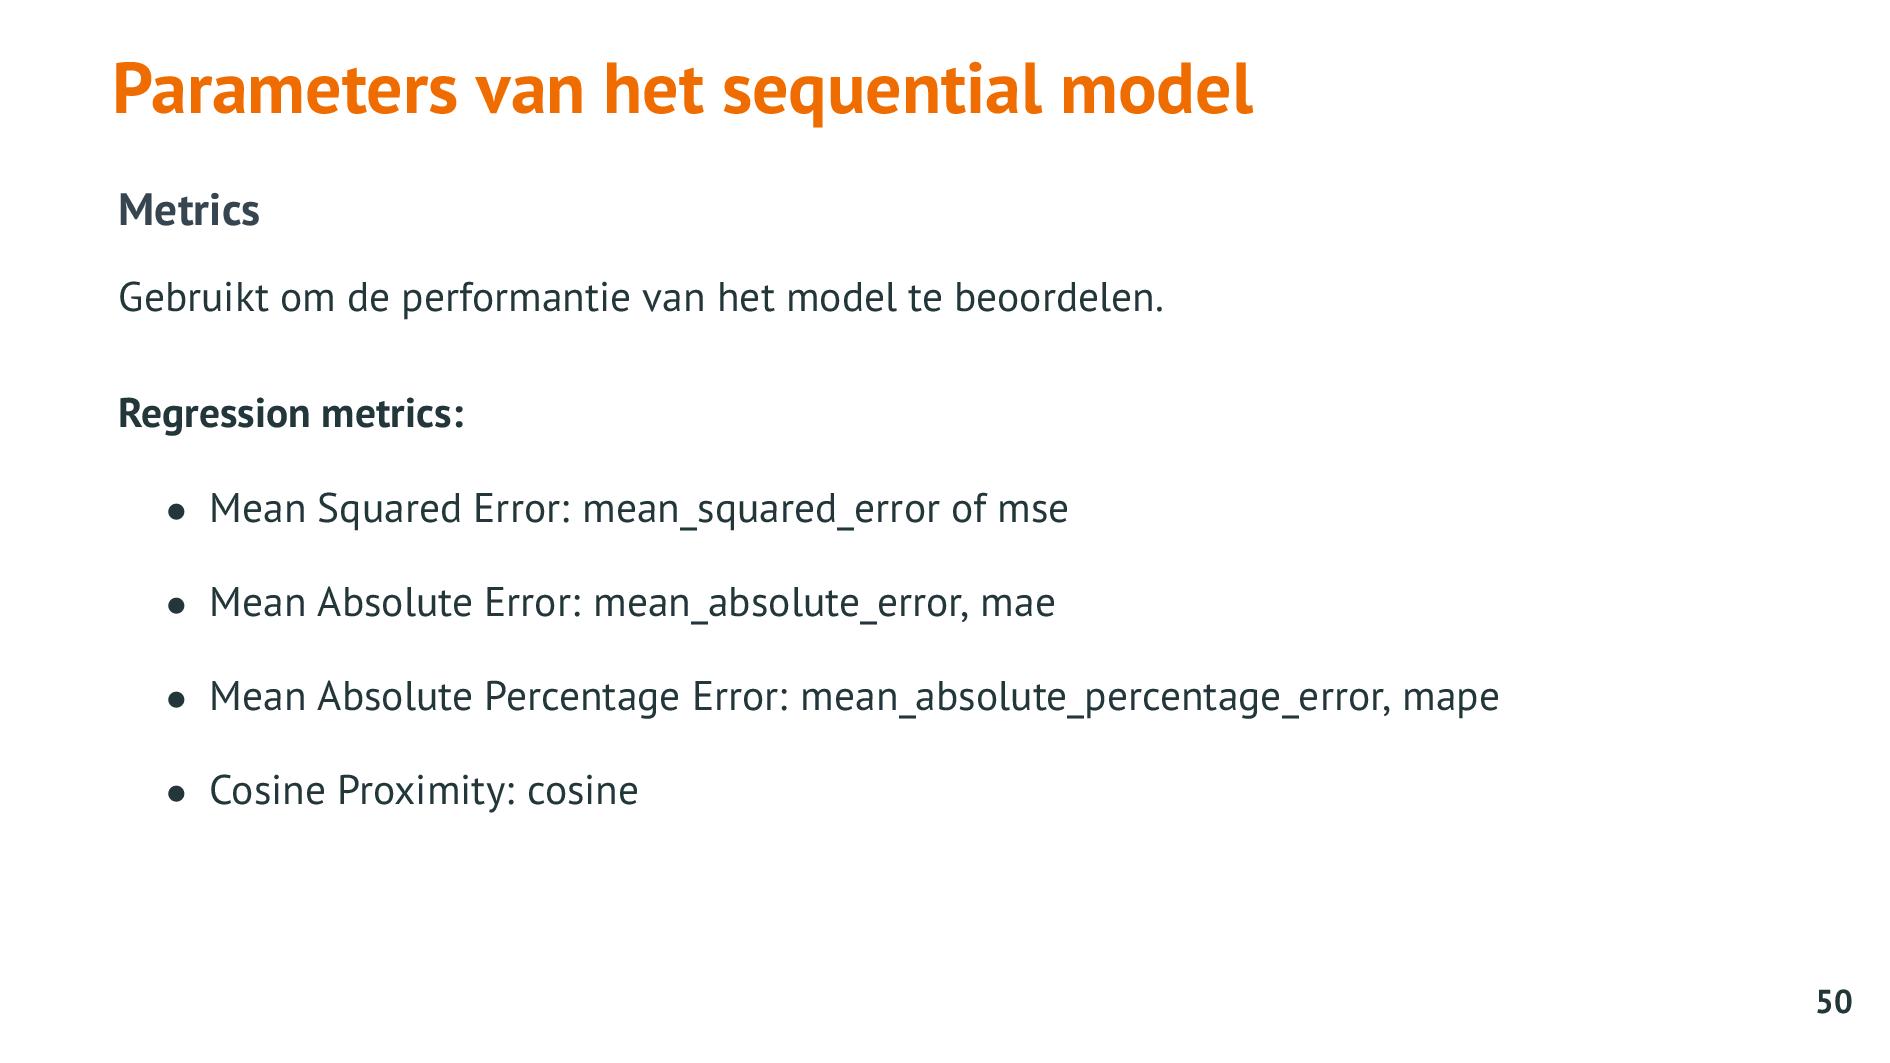 Parameters van het sequential model
Metrics
Gebruikt om de performantie van het model te beoordelen.
Regression metrics:
● Mean Squared Error: mean_squared_error of mse
● Mean Absolute Error: mean_absolute_error, mae
● Mean Absolute Percentage Error: mean_absolute_percentage_error, mape
● Cosine Proximity: cosine
50